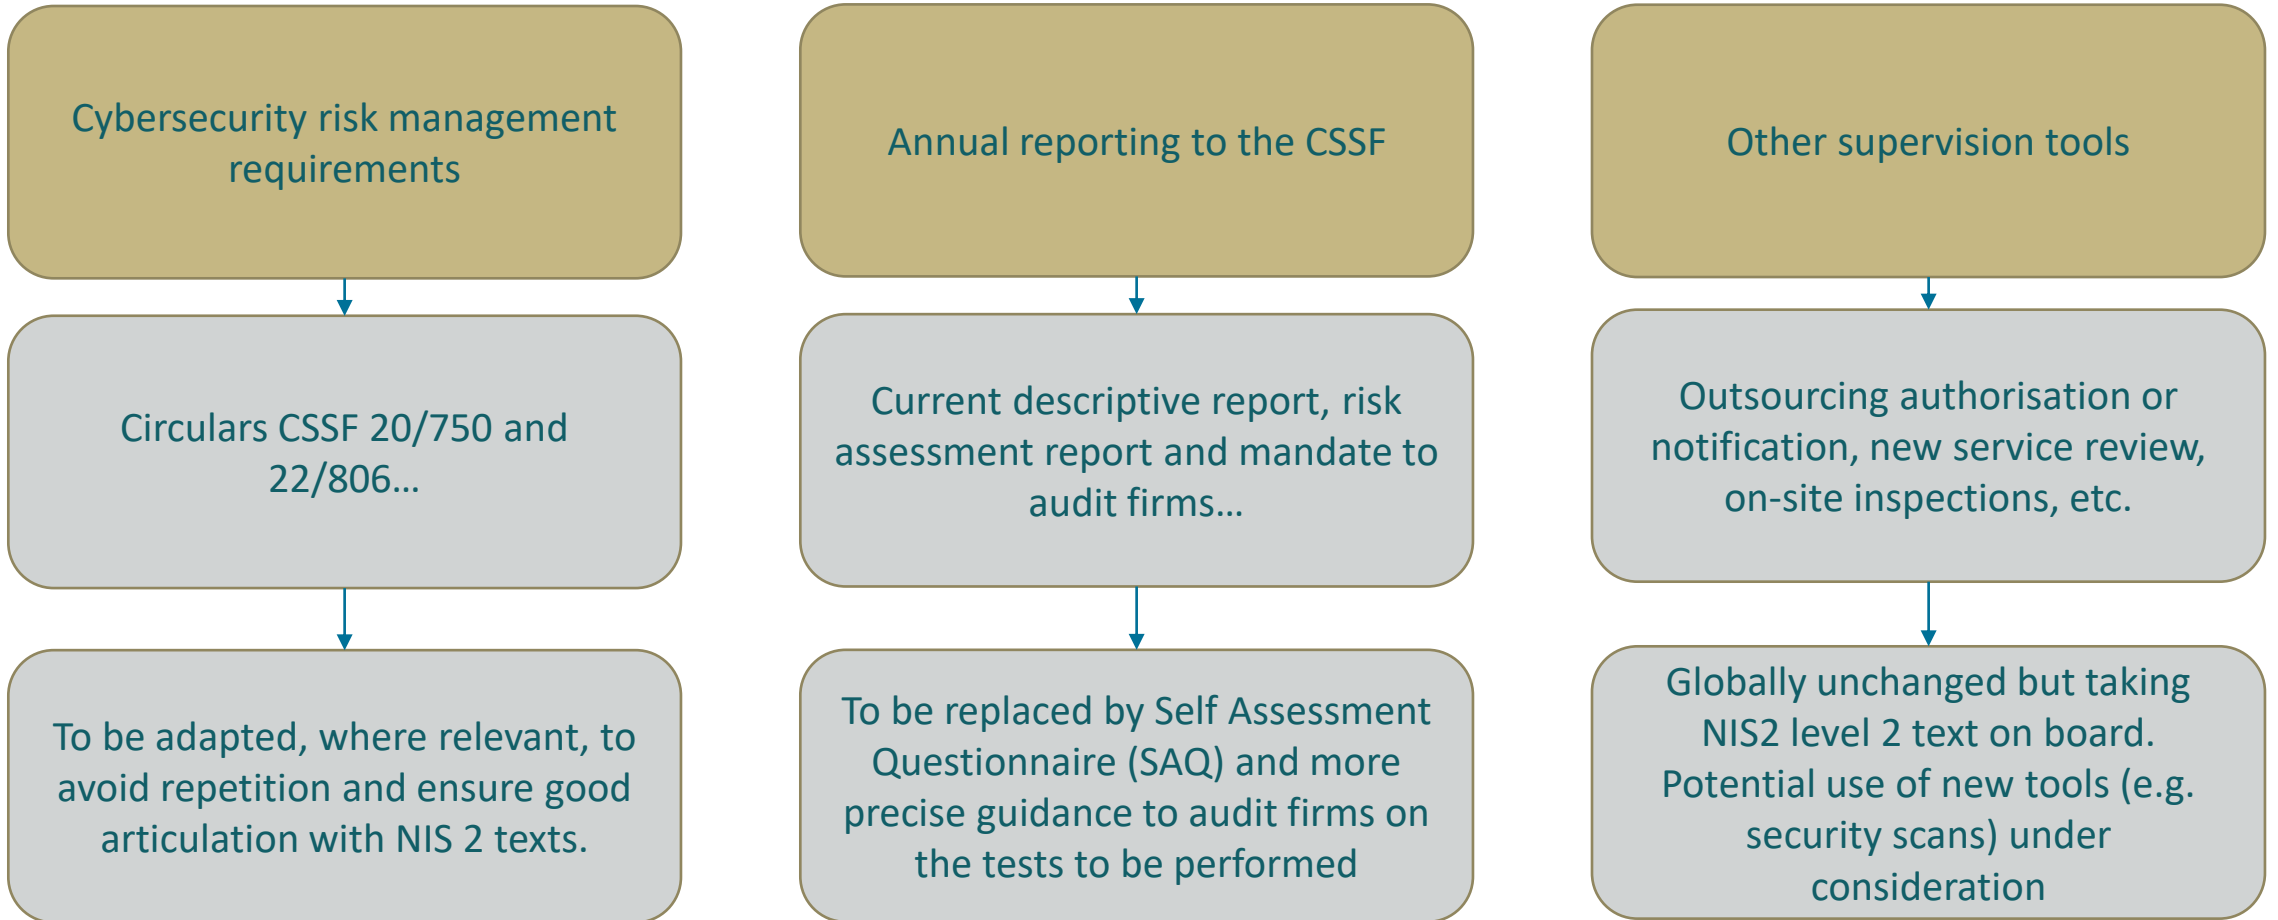 Cybersecurity risk management
requirements
Annual reporting to the CSSF
Other supervision tools
Circulars CSSF 20/750 and
22/806...
Current descriptive report, risk
assessment report and mandate to
audit firms...
Outsourcing authorisation or
notification, new service review,
on-site inspections, etc.
To be adapted, where relevant, to
avoid repetition and ensure good
articulation with NIS 2 texts.
To be replaced by Self Assessment
Questionnaire (SAQ) and more
precise guidance to audit firms on
the tests to be performed
Globally unchanged but taking
NIS2 level 2 text on board.
Potential use of new tools (e.g.
security scans) under
consideration